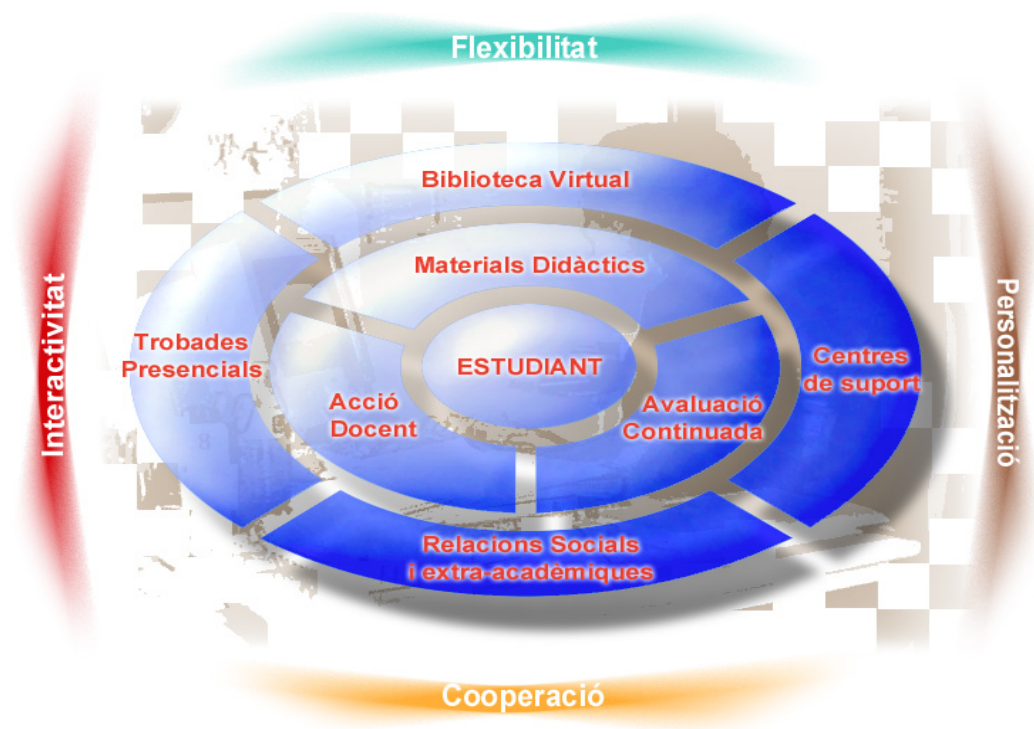 Flexibilitat
Biblioteca Virtual
Materials Didàctics
Interactivitat
Trobades
Presencials
ESTUDIANT
Centres
de suport
Personalització
Acció
Docent
Avaluació
Continuada
Relacions Socials
i extra-acadèmiques
Cooperació